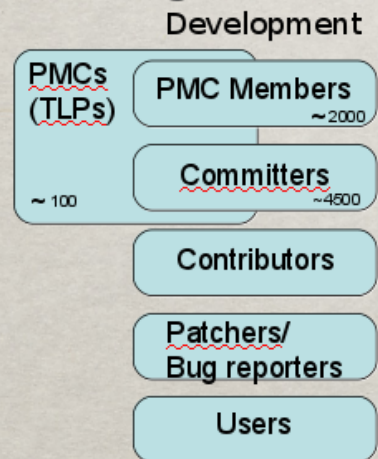 Development
PMCs
(TLPs)
~ 100
PMC Members
~ 2000
Committers
~4500
Contributors
Patchers/
Bug reporters
Users